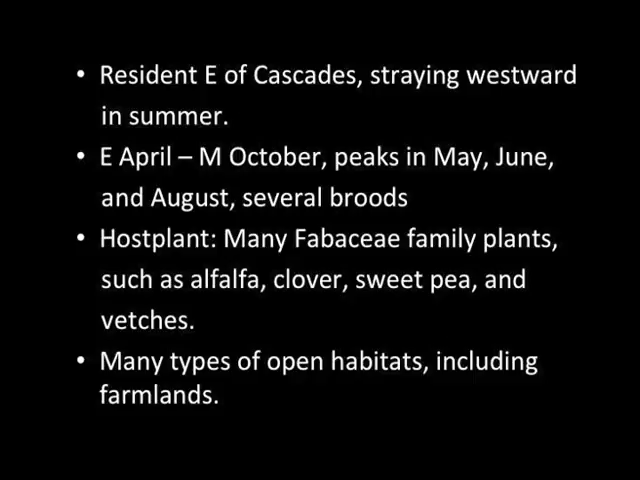 • Resident E of Cascades, straying westward
in summer.
• E April – M October, peaks in May, June,
and August, several broods
• Hostplant: Many Fabaceae family plants,
such as alfalfa, clover, sweet pea, and
vetches.
• Many types of open habitats, including
farmlands.